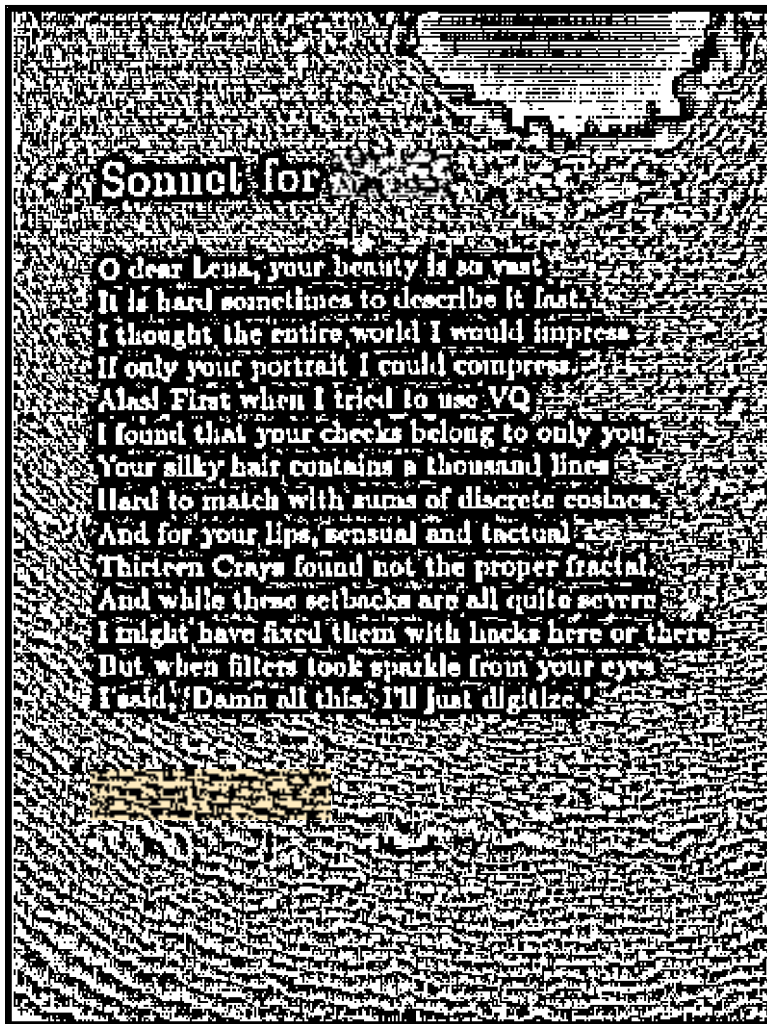 Sonnet for
O dear Lena, your beauty is so vast
It is hard sometimes to describe it fast.
I thought the entire world I would impress
If only your portrait I could compress.
Alas! First when I tried to use VQ
I found that your cheeks belong to only you.
Your silky hair contains a thousand lines
Hard to match with sums of discrete cosines.
And for your lips, sensual and tactual
Thirteen Crays found not the proper fractal.
And while these setbacks are all quite severe
I might have fixed them with hacks here or there
But when filters took sparkle from your eyes
I said, 'Damn all this. I'll just digitize.'